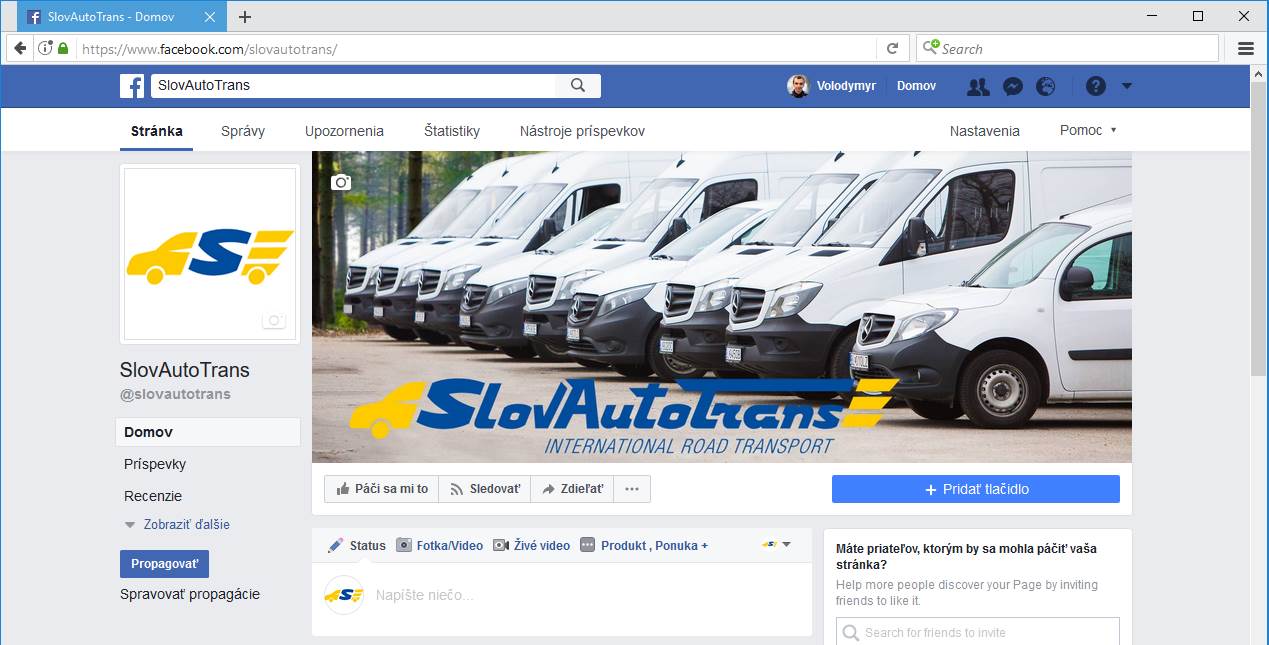 SlovAutoTrans - Domov
https://www.facebook.com/slovautotrans/
Search
SlovAutoTrans
Volodymyr
Domov
Stránka
Správy
Upozornenia
Štatistiky
Nástroje príspevkov
Nastavenia
Pomoc
SlovAutoTrans
INTERNATIONAL ROAD TRANSPORT
S
SlovAutoTrans
@slovautotrans
Domov
Príspevky
Recenzie
Zobraziť ďalšie
Propagovať
Spravovať propagácie
Páči sa mi to
Sledovať
Zdieľať
+ Pridať tlačidlo
Status
Fotka/Video
Živé video
Produkt , Ponuka +
S
Napíšte niečo...
Máte priateľov, ktorým by sa mohla páčiť vaša
stránka?
Help more people discover your Page by inviting
friends to like it.
Search for friends to invite